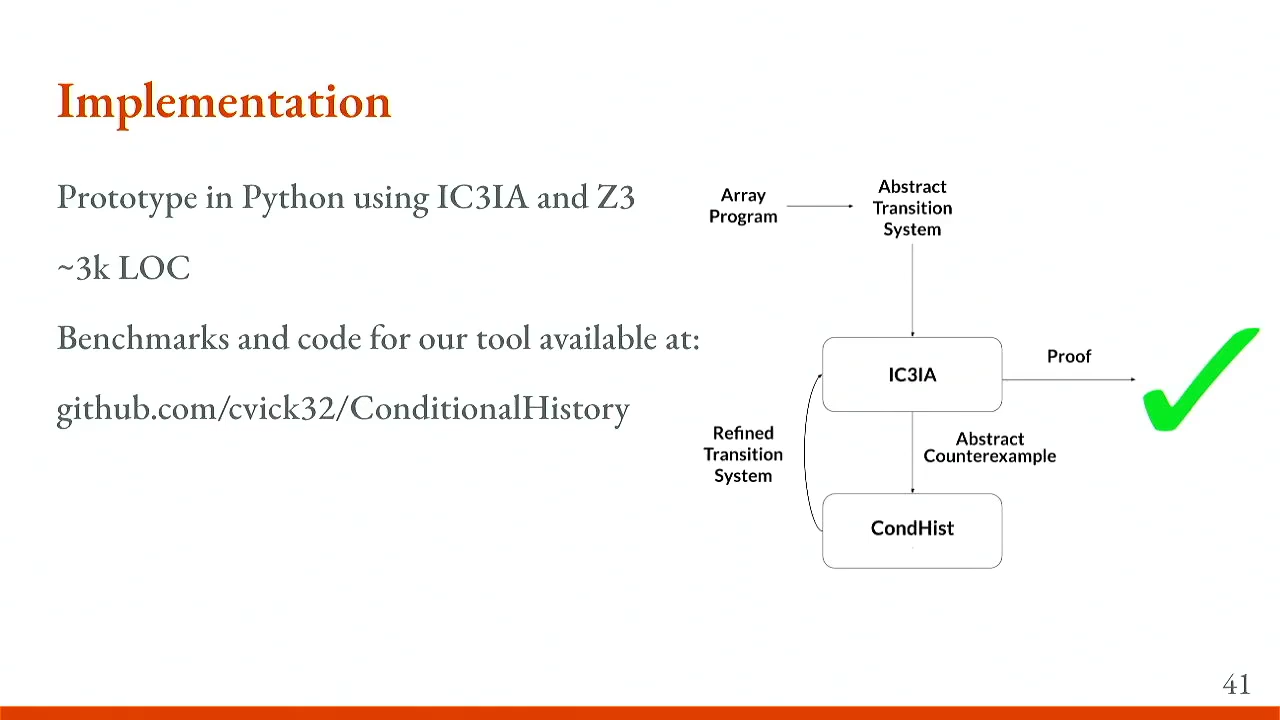 Implementation
Prototype in Python using IC3IA and Z3
~3k LOC
Benchmarks and code for our tool available at:
github.com/cvick32/ConditionalHistory
Array
Program
Abstract
Transition
System
IC3IA
Proof
Refined
Transition
System
Abstract
Counterexample
CondHist
41